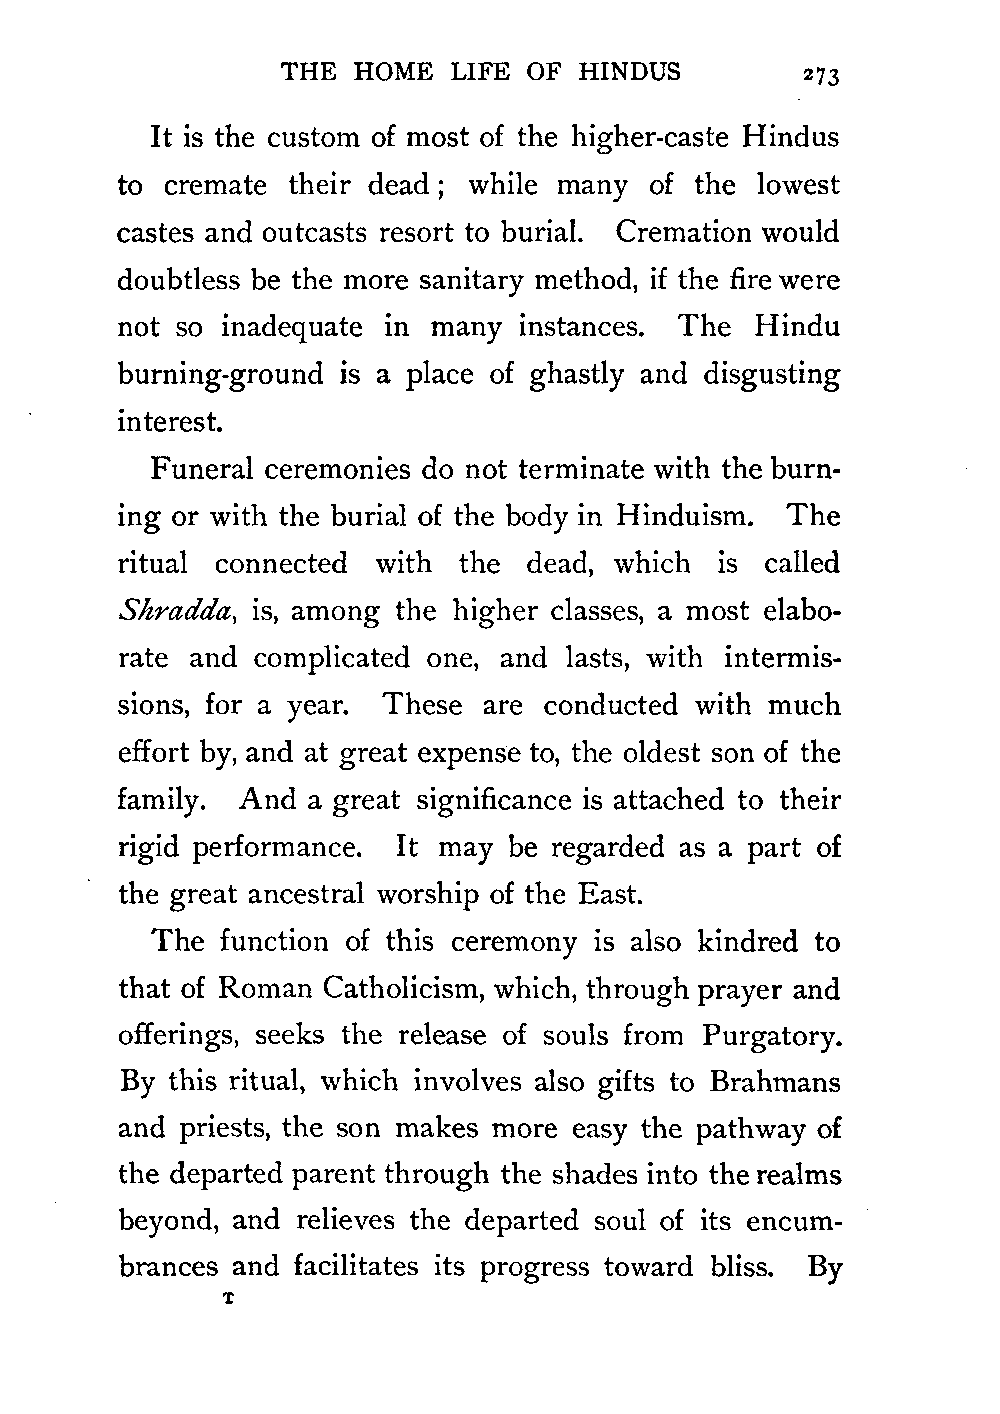 THE HOME LIFE OF HINDUS 273
It is the custom of most of the higher-caste Hindus
to cremate their dead; while many of the lowest
castes and outcasts resort to burial. Cremation would
doubtless be the more sanitary method, if the fire were
not so inadequate in many instances. The Hindu
burning-ground is a place of ghastly and disgusting
interest.
Funeral ceremonies do not terminate with the burn-
ing or with the burial of the body in Hinduism. The
ritual connected with the dead, which is called
Shradda, is, among the higher classes, a most elabo-
rate and complicated one, and lasts, with intermis-
sions, for a year. These are conducted with much
effort by, and at great expense to, the oldest son of the
family. And a great significance is attached to their
rigid performance. It may be regarded as a part of
the great ancestral worship of the East.
The function of this ceremony is also kindred to
that of Roman Catholicism, which, through prayer and
offerings, seeks the release of souls from Purgatory.
By this ritual, which involves also gifts to Brahmans
and priests, the son makes more easy the pathway of
the departed parent through the shades into the realms
beyond, and relieves the departed soul of its encum-
brances and facilitates its progress toward bliss. By
T